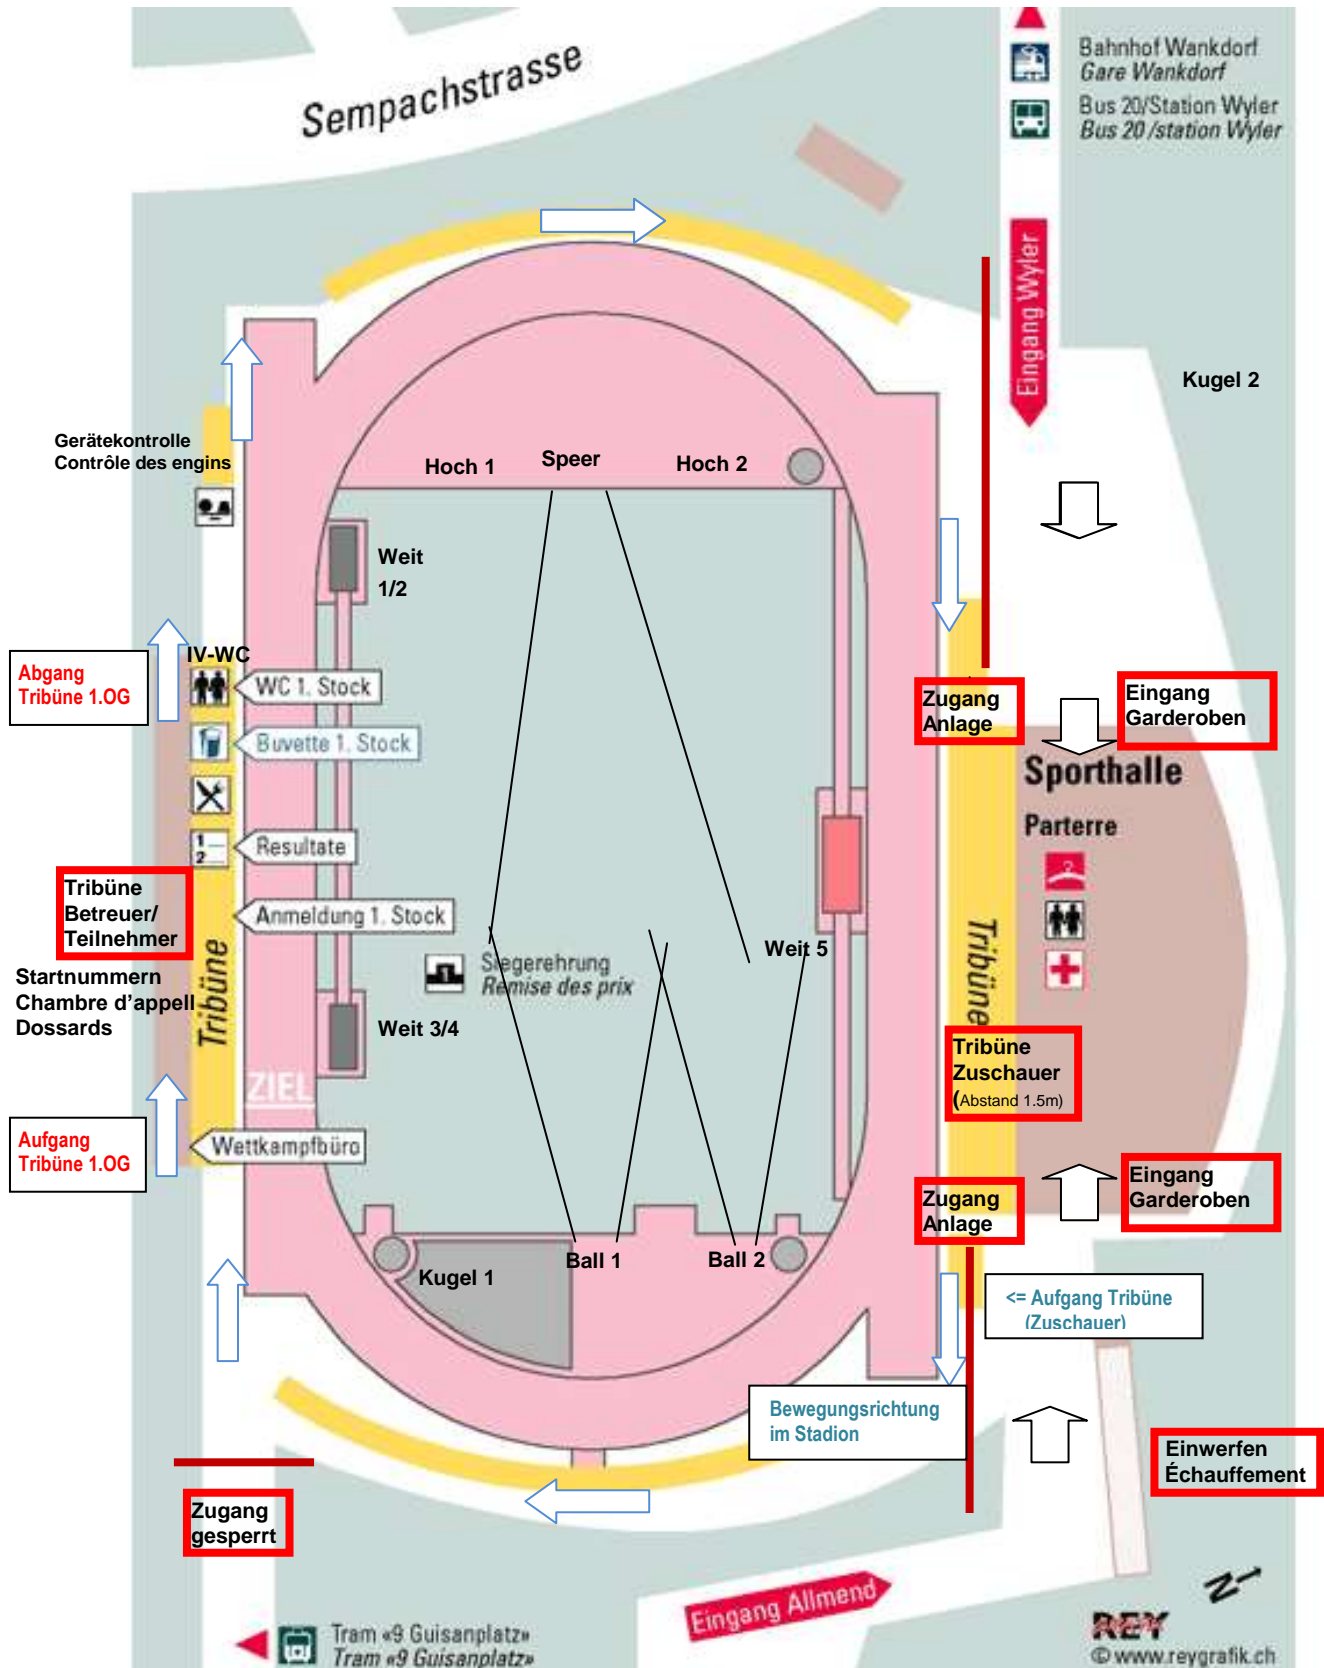 Sempachstrasse
Bahnhof Wankdorf
Gare Wankdorf
Bus 20/Station Wyler
Bus 20/station Wyler
Eingang Wyler
Kugel 2
Gerätekontrolle
Contrôle des engins
Hoch 1
Speer
Hoch 2
Weit
1/2
IV-WC
Abgang
Tribüne 1.OG
WC 1. Stock
Buvette 1. Stock
Zugang
Anlage
Eingang
Garderoben
Sporthalle
Parterre
1
2
Resultate
Tribüne
Betreuer/
Teilnehmer
Anmeldung 1. Stock
Startnummern
Chambre d'appell
Dossards
Tribüne
1
Siegerehrung
Remise des prix
Weit 5
Tribüne
Weit 3/4
Tribüne
Zuschauer
(Abstand 1.5m)
ZIEL
Aufgang
Tribüne 1.OG
Wettkampfbüro
Zugang
Anlage
Eingang
Garderoben
Kugel 1
Ball 1
Ball 2
<= Aufgang Tribüne
(Zuschauer)
Bewegungsrichtung
im Stadion
Einwerfen
Échauffement
Zugang
gesperrt
Eingang Allmend
N
Tram «9 Guisanplatz»
Tram «9 Guisanplatz»
REY
© www.reygrafik.ch